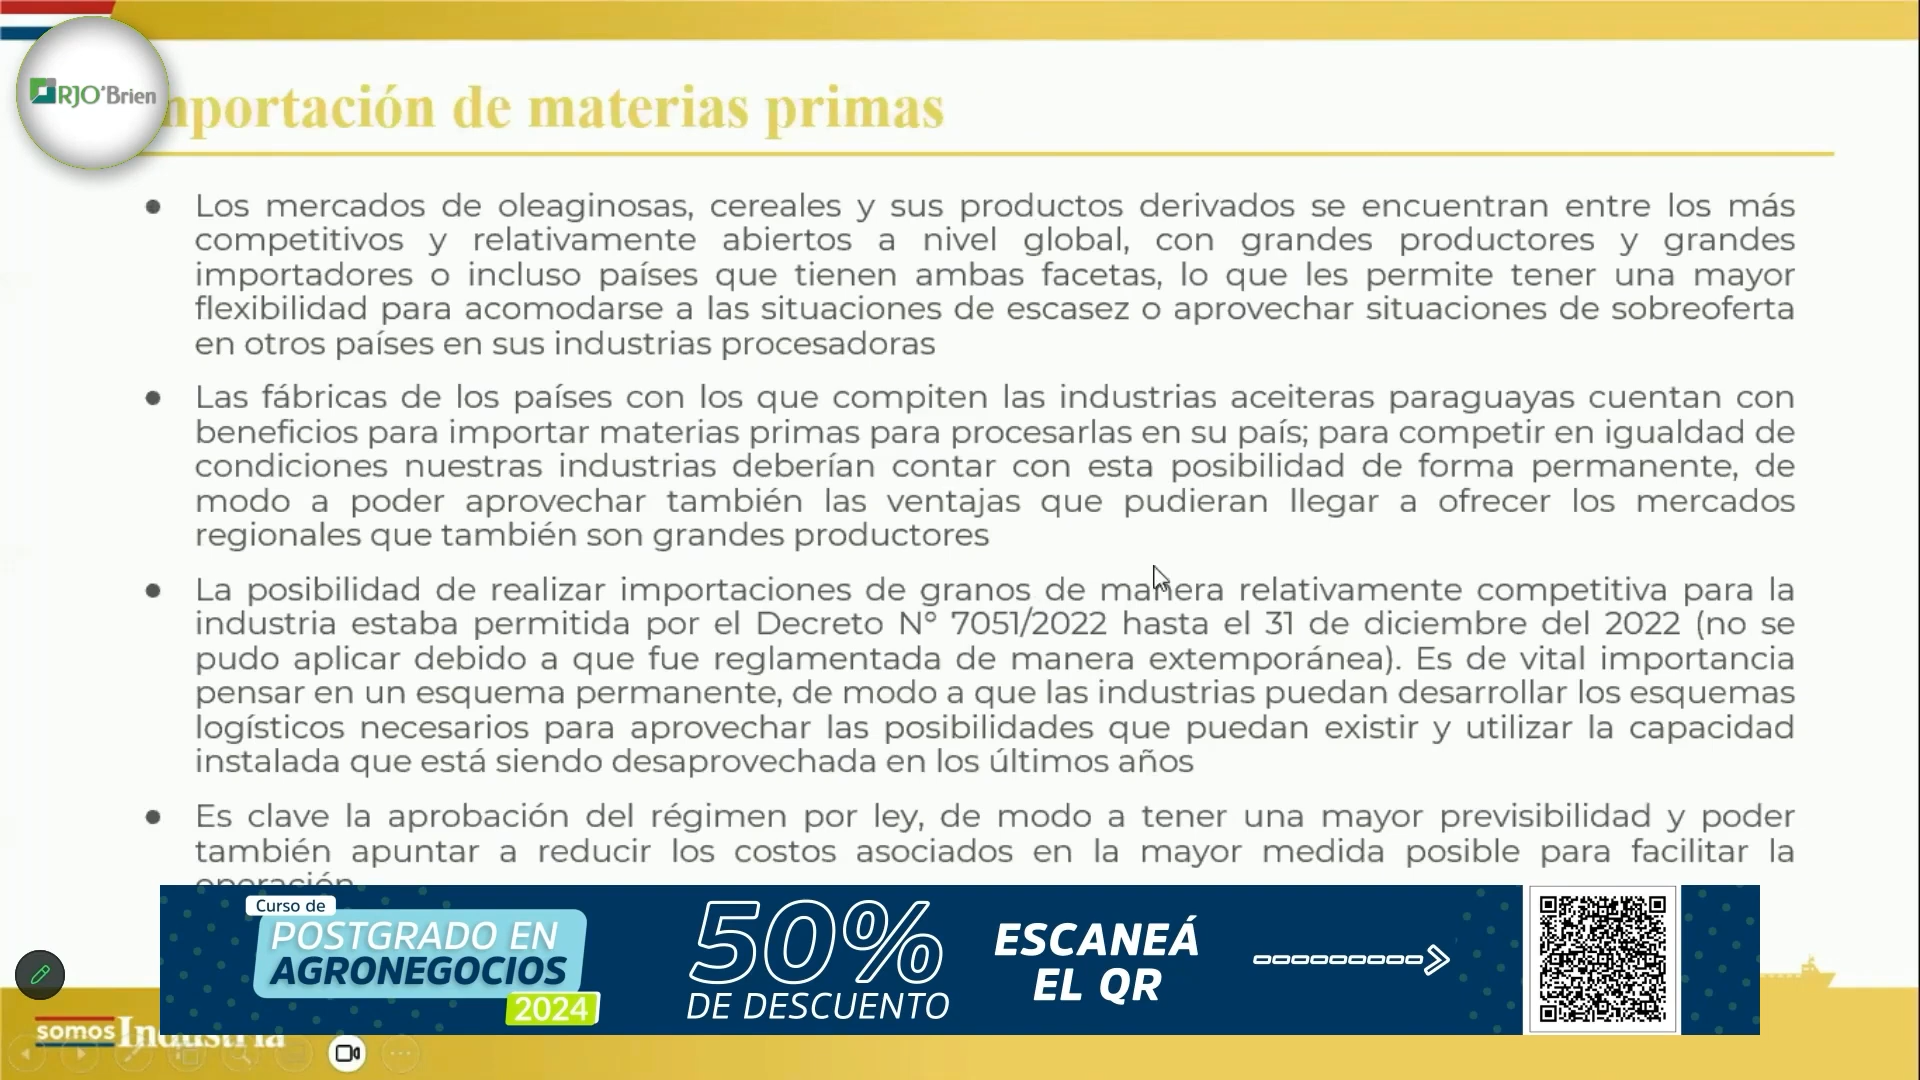 RJO'Brien
mportación de materias primas
Los mercados de oleaginosas, cereales y sus productos derivados se encuentran entre los más
competitivos y relativamente abiertos a nivel global, con grandes productores y grandes
importadores o incluso países que tienen ambas facetas, lo que les permite tener una mayor
flexibilidad para acomodarse a las situaciones de escasez o aprovechar situaciones de sobreoferta
en otros países en sus industrias procesadoras
Las fábricas de los países con los que compiten las industrias aceiteras paraguayas cuentan con
beneficios para importar materias primas para procesarlas en su país; para competir en igualdad de
condiciones nuestras industrias deberían contar con esta posibilidad de forma permanente, de
modo a poder aprovechar también las ventajas que pudieran llegar a ofrecer los mercados
regionales que también son grandes productores
La posibilidad de realizar importaciones de granos de manera relativamente competitiva para la
industria estaba permitida por el Decreto N° 7051/2022 hasta el 31 de diciembre del 2022 (no se
pudo aplicar debido a que fue reglamentada de manera extemporánea). Es de vital importancia
pensar en un esquema permanente, de modo a que las industrias puedan desarrollar los esquemas
logísticos necesarios para aprovechar las posibilidades que puedan existir y utilizar la capacidad
instalada que está siendo desaprovechada en los últimos años
Es clave la aprobación del régimen por ley, de modo a tener una mayor previsibilidad y poder
también apuntar a reducir los costos asociados en la mayor medida posible para facilitar la
operación
Curso de
POSTGRADO EN
AGRONEGOCIOS
2024
50%
DE DESCUENTO
ESCANEÁ
EL QR
somos Industria